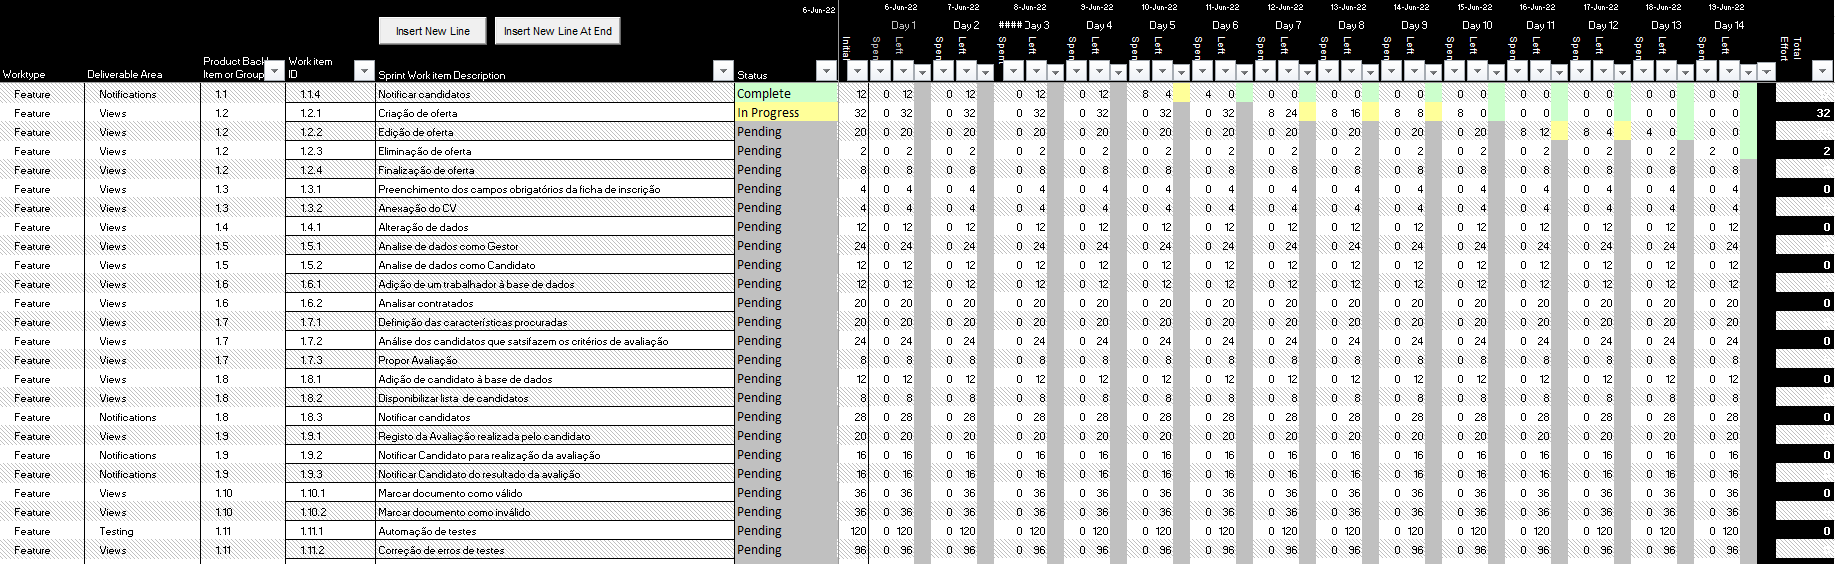 6-Jun-22 6-Jun-22 7-Jun-22 8-Jun-22 9-Jun-22 10-Jun-22 11-Jun-22 12-Jun-22 13-Jun-22 14-Jun-22 15-Jun-22 16-Jun-22 17-Jun-22 18-Jun-22 19-Jun-22
Insert New Line Insert New Line At End Day 1 Day 2 #### Day 3 Day 4 Day 5 Day 6 Day 7 Day 8 Day 9 Day 10 Day 11 Day 12 Day 13 Day 14
Worktype Deliverable Area Product Back Item or Group Work item ID Sprint Work item Description Status Initial Spen Left Spen Left Spen Left Spen Left Spen Left Spen Left Spen Left Spen Left Spen Left Spen Left Spen Left Spen Left Spen Left Spen Left Total Effort
Feature Notifications 1.1 1.1.4 Notificar candidatos Complete 12 0 12 0 12 0 12 0 12 8 4 4 0 0 0 0 0 0 0 0 0 0 0 0 0 0 0 0 0
Feature Views 1.2 1.2.1 Criação de oferta In Progress 32 0 32 0 32 0 32 0 32 0 32 0 32 8 24 8 16 8 8 8 0 0 0 0 0 0 0 0 0 32
Feature Views 1.2 1.2.2 Edição de oferta Pending 20 0 20 0 20 0 20 0 20 0 20 0 20 0 20 0 20 0 20 0 20 8 12 8 4 4 0 0 0
Feature Views 1.2 1.2.3 Eliminação de oferta Pending 2 0 2 0 2 0 2 0 2 0 2 0 2 0 2 0 2 0 2 0 2 0 2 0 2 0 2 2 0 2
Feature Views 1.2 1.2.4 Finalização de oferta Pending 8 0 8 0 8 0 8 0 8 0 8 0 8 0 8 0 8 0 8 0 8 0 8 0 8 0 8 0 8
Feature Views 1.3 1.3.1 Preenchimento dos campos obrigatórios da ficha de inscrição Pending 4 0 4 0 4 0 4 0 4 0 4 0 4 0 4 0 4 0 4 0 4 0 4 0 4 0 4 0 4 0
Feature Views 1.3 1.3.2 Anexação do CV Pending 4 0 4 0 4 0 4 0 4 0 4 0 4 0 4 0 4 0 4 0 4 0 4 0 4 0 4 0 4
Feature Views 1.4 1.4.1 Alteração de dados Pending 12 0 12 0 12 0 12 0 12 0 12 0 12 0 12 0 12 0 12 0 12 0 12 0 12 0 12 0 12 0
Feature Views 1.5 1.5.1 Analise de dados como Gestor Pending 24 0 24 0 24 0 24 0 24 0 24 0 24 0 24 0 24 0 24 0 24 0 24 0 24 0 24 0 24
Feature Views 1.5 1.5.2 Analise de dados como Candidato Pending 12 0 12 0 12 0 12 0 12 0 12 0 12 0 12 0 12 0 12 0 12 0 12 0 12 0 12 0 12 0
Feature Views 1.6 1.6.1 Adição de um trabalhador à base de dados Pending 12 0 12 0 12 0 12 0 12 0 12 0 12 0 12 0 12 0 12 0 12 0 12 0 12 0 12 0 12
Feature Views 1.6 1.6.2 Analisar contratados Pending 20 0 20 0 20 0 20 0 20 0 20 0 20 0 20 0 20 0 20 0 20 0 20 0 20 0 20 0 20 0
Feature Views 1.7 1.7.1 Definição das características procuradas Pending 20 0 20 0 20 0 20 0 20 0 20 0 20 0 20 0 20 0 20 0 20 0 20 0 20 0 20 0 20
Feature Views 1.7 1.7.2 Análise dos candidatos que satsifazem os critérios de avaliação Pending 24 0 24 0 24 0 24 0 24 0 24 0 24 0 24 0 24 0 24 0 24 0 24 0 24 0 24 0 24 0
Feature Views 1.7 1.7.3 Propor Avaliação Pending 8 0 8 0 8 0 8 0 8 0 8 0 8 0 8 0 8 0 8 0 8 0 8 0 8 0 8 0 8
Feature Views 1.8 1.8.1 Adição de candidato à base de dados Pending 12 0 12 0 12 0 12 0 12 0 12 0 12 0 12 0 12 0 12 0 12 0 12 0 12 0 12 0 12 0
Feature Views 1.8 1.8.2 Disponibilizar lista de candidatos Pending 8 0 8 0 8 0 8 0 8 0 8 0 8 0 8 0 8 0 8 0 8 0 8 0 8 0 8 0 8
Feature Notifications 1.8 1.8.3 Notificar candidatos Pending 28 0 28 0 28 0 28 0 28 0 28 0 28 0 28 0 28 0 28 0 28 0 28 0 28 0 28 0 28 0
Feature Views 1.9 1.9.1 Registo da Avaliação realizada pelo candidato Pending 20 0 20 0 20 0 20 0 20 0 20 0 20 0 20 0 20 0 20 0 20 0 20 0 20 0 20 0 20
Feature Notifications 1.9 1.9.2 Notificar Candidato para realização da avaliação Pending 16 0 16 0 16 0 16 0 16 0 16 0 16 0 16 0 16 0 16 0 16 0 16 0 16 0 16 0 16 0
Feature Notifications 1.9 1.9.3 Notificar Candidato do resultado da avalição Pending 16 0 16 0 16 0 16 0 16 0 16 0 16 0 16 0 16 0 16 0 16 0 16 0 16 0 16 0 16
Feature Views 1.10 1.10.1 Marcar documento como válido Pending 36 0 36 0 36 0 36 0 36 0 36 0 36 0 36 0 36 0 36 0 36 0 36 0 36 0 36 0 36 0
Feature Views 1.10 1.10.2 Marcar documento como inválido Pending 36 0 36 0 36 0 36 0 36 0 36 0 36 0 36 0 36 0 36 0 36 0 36 0 36 0 36 0 36
Feature Testing 1.11 1.11.1 Automação de testes Pending 120 0 120 0 120 0 120 0 120 0 120 0 120 0 120 0 120 0 120 0 120 0 120 0 120 0 120 0 120 0
Feature Views 1.11 1.11.2 Correção de erros de testes Pending 96 0 96 0 96 0 96 0 96 0 96 0 96 0 96 0 96 0 96 0 96 0 96 0 96 0 96 0 96